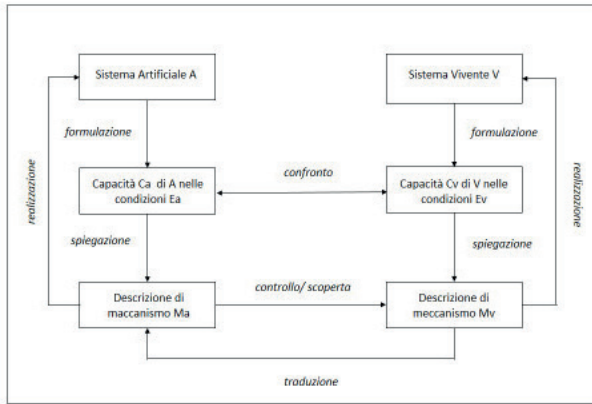 Sistema Artificiale A
Sistema Vivente V
formulazione
formulazione
realizzazione
realizzazione
Capacità Ca di A nelle
condizioni Ea
confronto
Capacità Cv di V nelle
condizioni Ev
spiegazione
spiegazione
Descrizione di
maccanismo Ma
controllo/ scoperta
Descrizione di
meccanismo Mv
traduzione